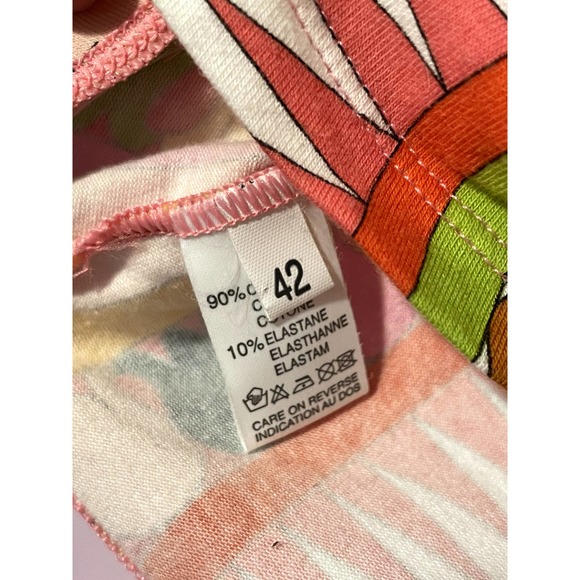 42
90% C
C
COTONE
10% ELASTANE
ELASTHANNE
ELASTAM
CARE ON REVERSE
INDICATION AU DOS